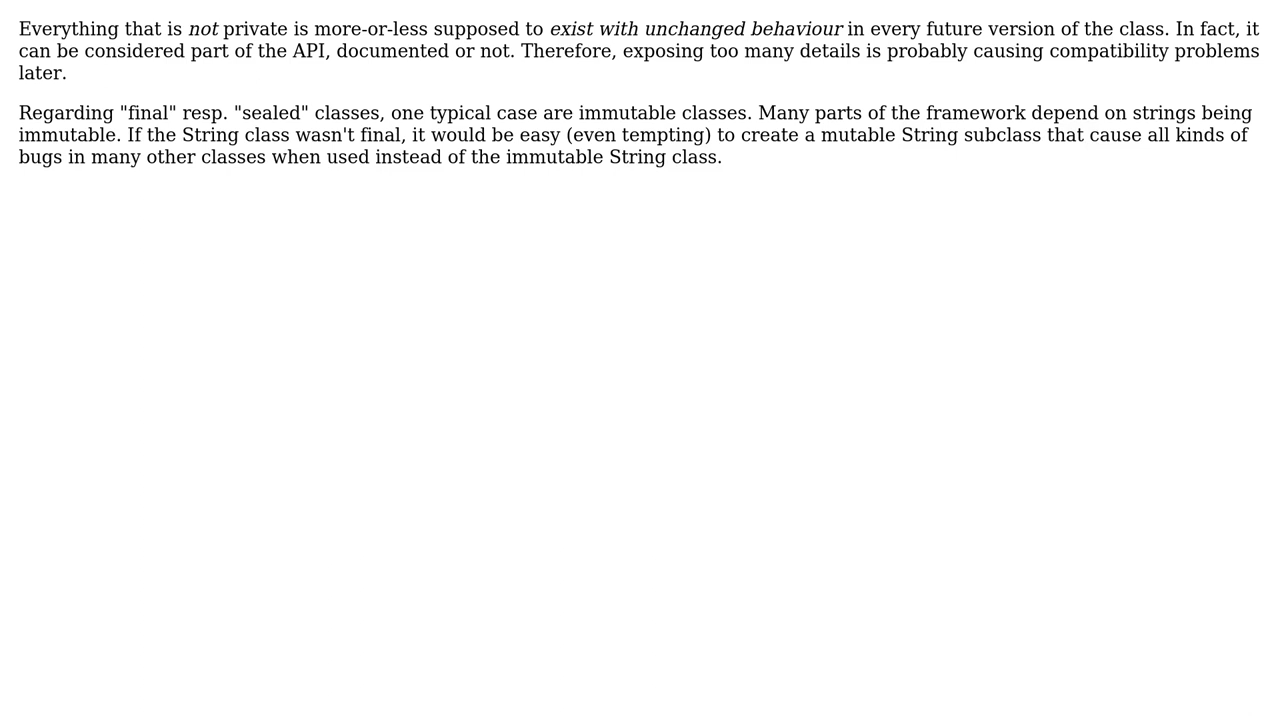 Everything that is not private is more-or-less supposed to exist with unchanged behaviour in every future version of the class. In fact, it
can be considered part of the API, documented or not. Therefore, exposing too many details is probably causing compatibility problems
later.
Regarding "final" resp. "sealed" classes, one typical case are immutable classes. Many parts of the framework depend on strings being
immutable. If the String class wasn't final, it would be easy (even tempting) to create a mutable String subclass that cause all kinds of
bugs in many other classes when used instead of the immutable String class.